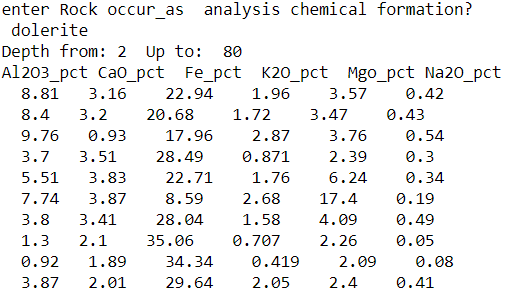 enter Rock occur_as  analysis chemical formation?
dolerite
Depth from: 2  Up to:  80
Al2O3_pct CaO_pct  Fe_pct  K2O_pct  Mgo_pct Na2O_pct
8.81  3.16  22.94  1.96  3.57  0.42
8.4  3.2  20.68  1.72  3.47  0.43
9.76  0.93  17.96  2.87  3.76  0.54
3.7  3.51  28.49  0.871  2.39  0.3
5.51  3.83  22.71  1.76  6.24  0.34
7.74  3.87  8.59  2.68  17.4  0.19
3.8  3.41  28.04  1.58  4.09  0.49
1.3  2.1  35.06  0.707  2.26  0.05
0.92  1.89  34.34  0.419  2.09  0.08
3.87  2.01  29.64  2.05  2.4  0.41